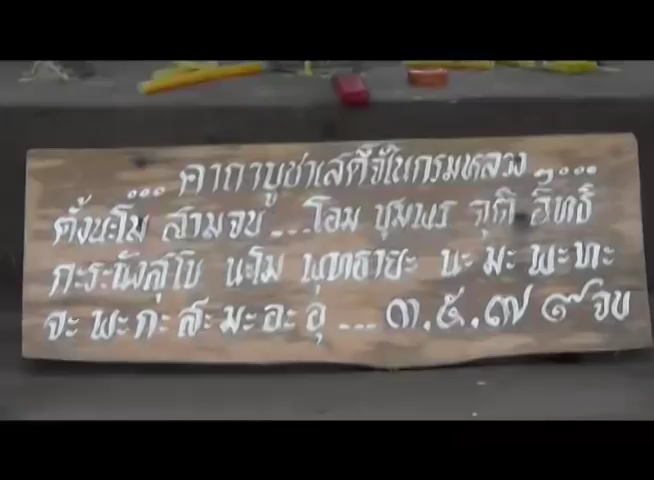 คาถาบูชาเสด็จในกรมหลวง....
... ตั้งนะโม สามจบ ...โอม ชุมพร จุติ อิทธิ
กะระณังสุโข นะโม พุทธายะ นะ มะ พะ ทะ
จะ พะ กะ สะ มะ อะ อุ ... ๓.๕.๗ ๙ จบ